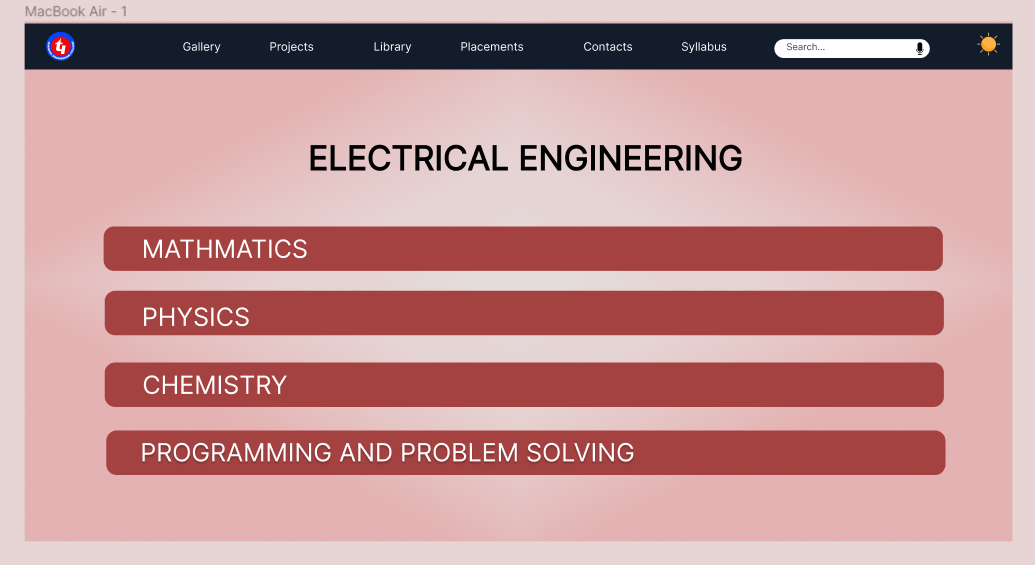 MacBook Air - 1
Gallery Projects Library Placements Contacts Syllabus Search...
ELECTRICAL ENGINEERING
MATHMATICS
PHYSICS
CHEMISTRY
PROGRAMMING AND PROBLEM SOLVING